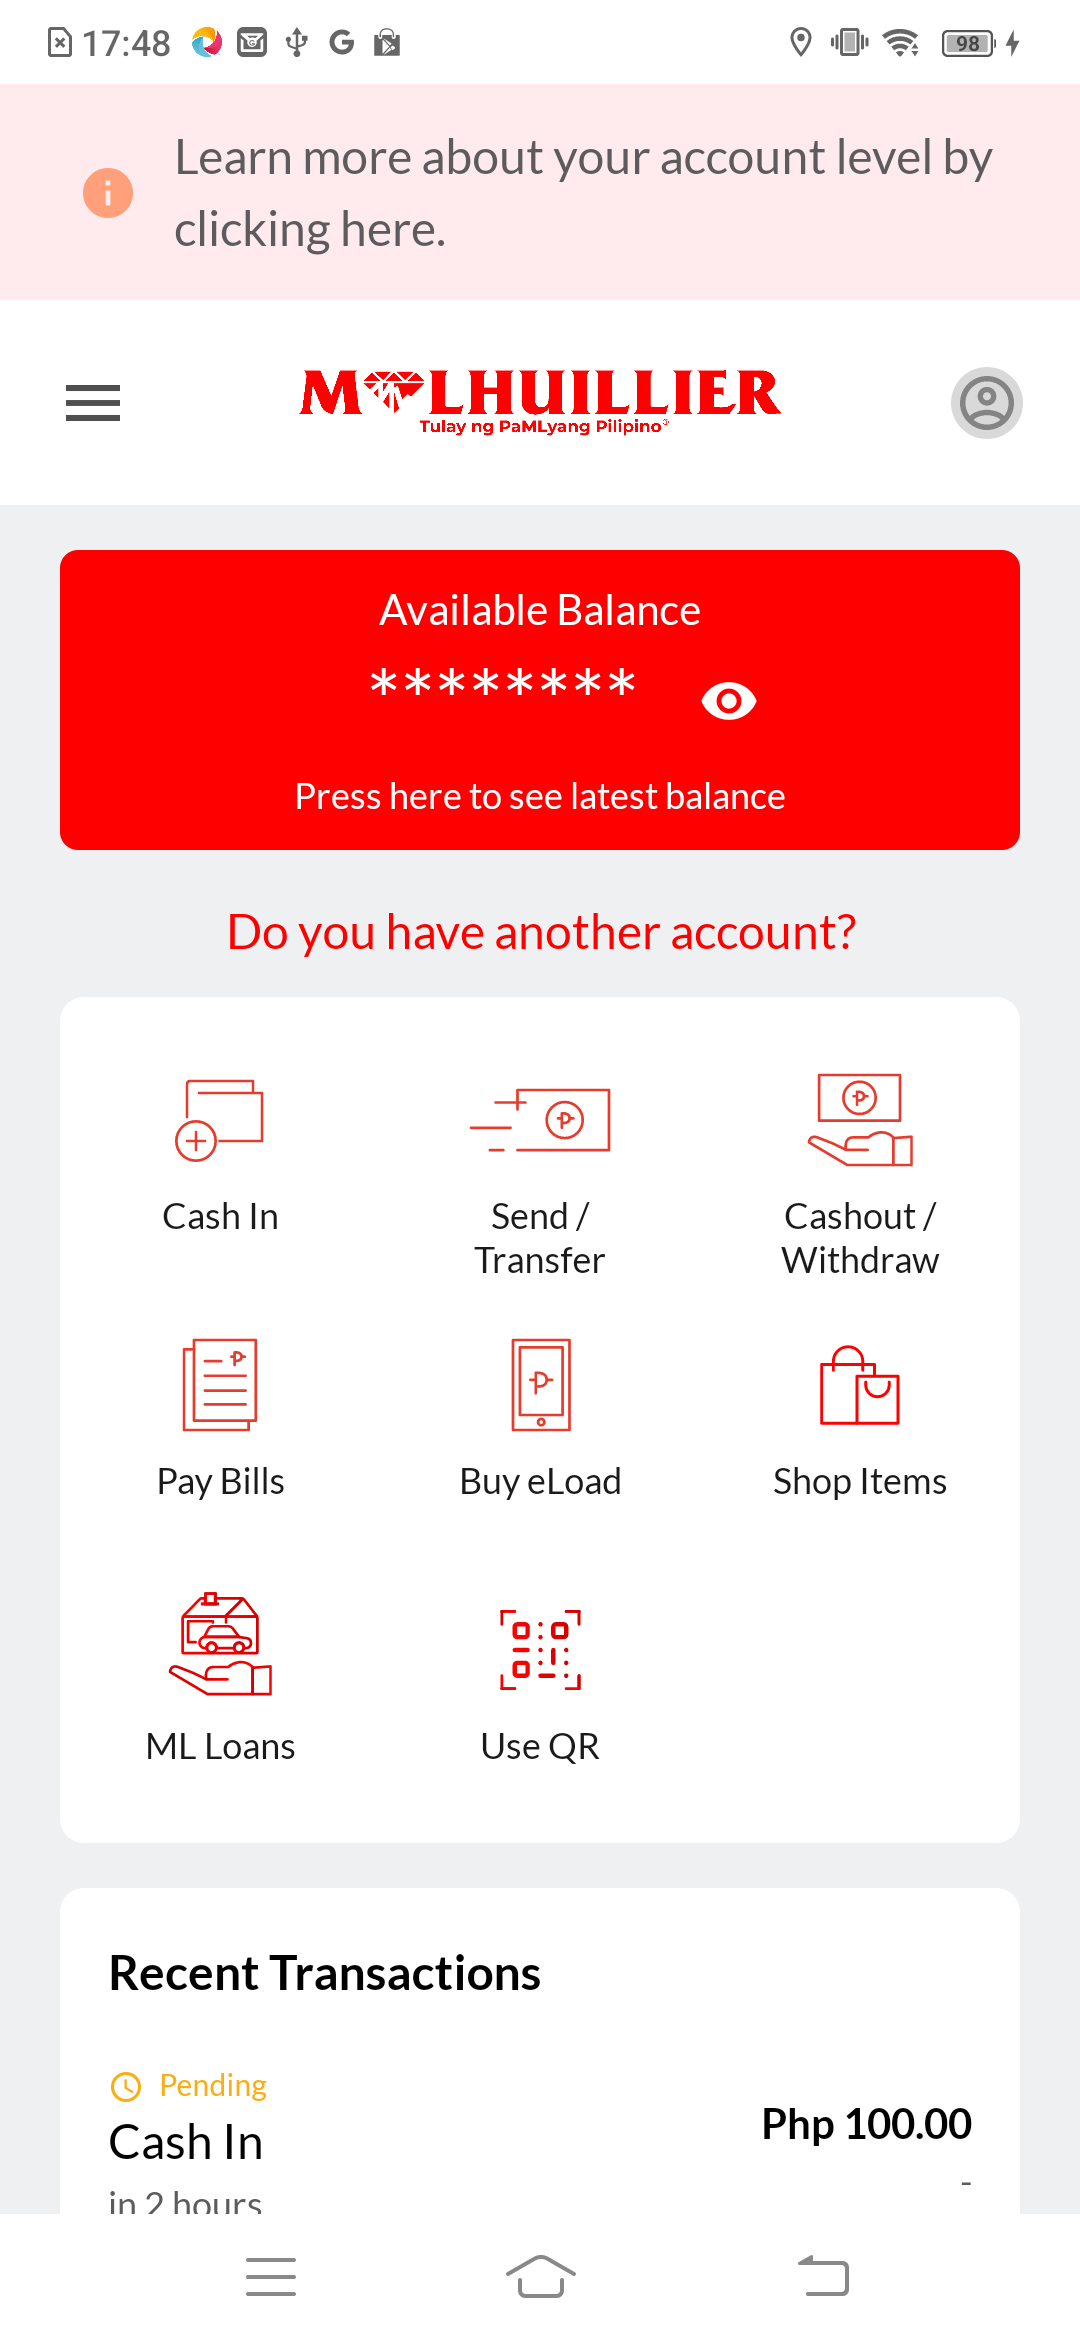 17:48
98
Learn more about your account level by
clicking here.
M LHUILLIER
Tulay ng PaMLyang Pilipino
Available Balance
********
Press here to see latest balance
Do you have another account?
Cash In
Send /
Transfer
Cashout /
Withdraw
Pay Bills
Buy eLoad
Shop Items
ML Loans
Use QR
Recent Transactions
Pending
Cash In
Php 100.00
-
in 2 hours